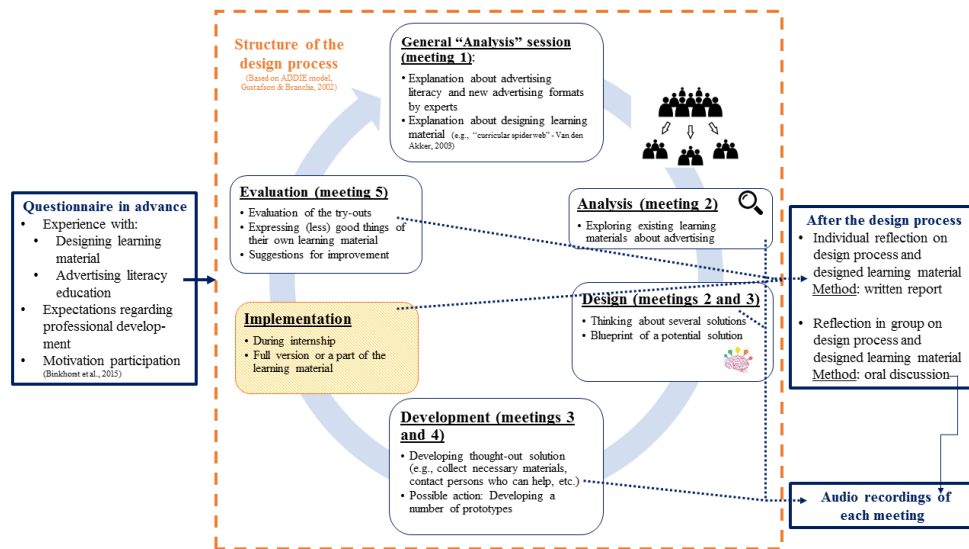 Structure of the
design process
(Based on ADDIE model,
Gustafson & Branche, 2002)
General “Analysis” session
(meeting 1):
• Explanation about advertising
literacy and new advertising formats
by experts
• Explanation about designing learning
material (e.g., “curricular spiderweb” - Van den
Akker, 2003)
Analysis (meeting 2)
• Exploring existing learning
materials about advertising
Design (meetings 2 and 3)
• Thinking about several solutions
• Blueprint of a potential solution
Development (meetings 3
and 4)
• Developing thought-out solution
(e.g., collect necessary materials,
contact persons who can help, etc.)
• Possible action: Developing a
number of prototypes
Implementation
• During internship
• Full version or a part of the
learning material
Evaluation (meeting 5)
• Evaluation of the try-outs
• Expressing (less) good things of
their own learning material
• Suggestions for improvement
Questionnaire in advance
• Experience with:
• Designing learning
material
• Advertising literacy
education
• Expectations regarding
professional develop-
ment
• Motivation participation
(Binkhorst et al., 2015)
After the design process
• Individual reflection on
design process and
designed learning material
Method: written report
• Reflection in group on
design process and
designed learning material
Method: oral discussion
Audio recordings of
each meeting